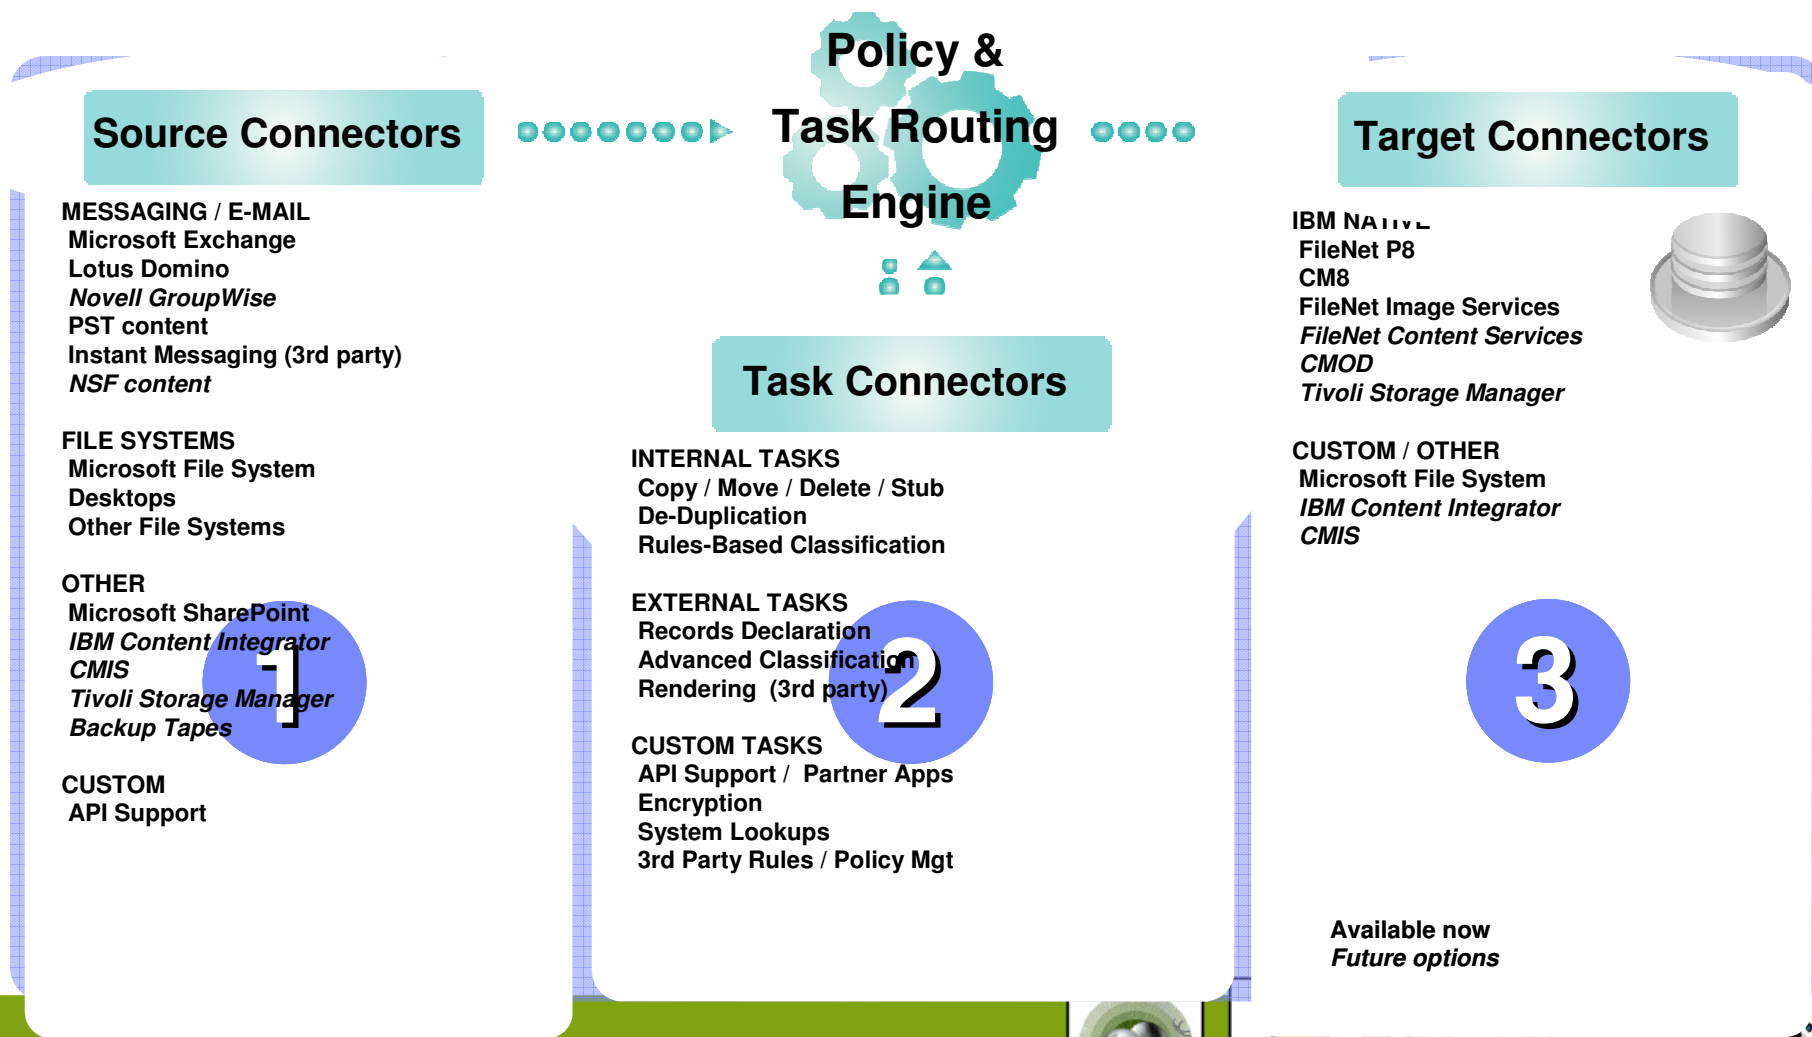 Policy &
Task Routing
Engine
Source Connectors
MESSAGING / E-MAIL
Microsoft Exchange
Lotus Domino
Novell GroupWise
PST content
Instant Messaging (3rd party)
NSF content
FILE SYSTEMS
Microsoft File System
Desktops
Other File Systems
OTHER
Microsoft SharePoint
IBM Content Integrator
CMIS
Tivoli Storage Manager
Backup Tapes
CUSTOM
API Support
1
Task Connectors
INTERNAL TASKS
Copy / Move / Delete / Stub
De-Duplication
Rules-Based Classification
EXTERNAL TASKS
Records Declaration
Advanced Classification
Rendering (3rd party)
CUSTOM TASKS
API Support / Partner Apps
Encryption
System Lookups
3rd Party Rules / Policy Mgt
2
Target Connectors
IBM NATIVE
FileNet P8
CM8
FileNet Image Services
FileNet Content Services
CMOD
Tivoli Storage Manager
CUSTOM / OTHER
Microsoft File System
IBM Content Integrator
CMIS
3
Available now
Future options